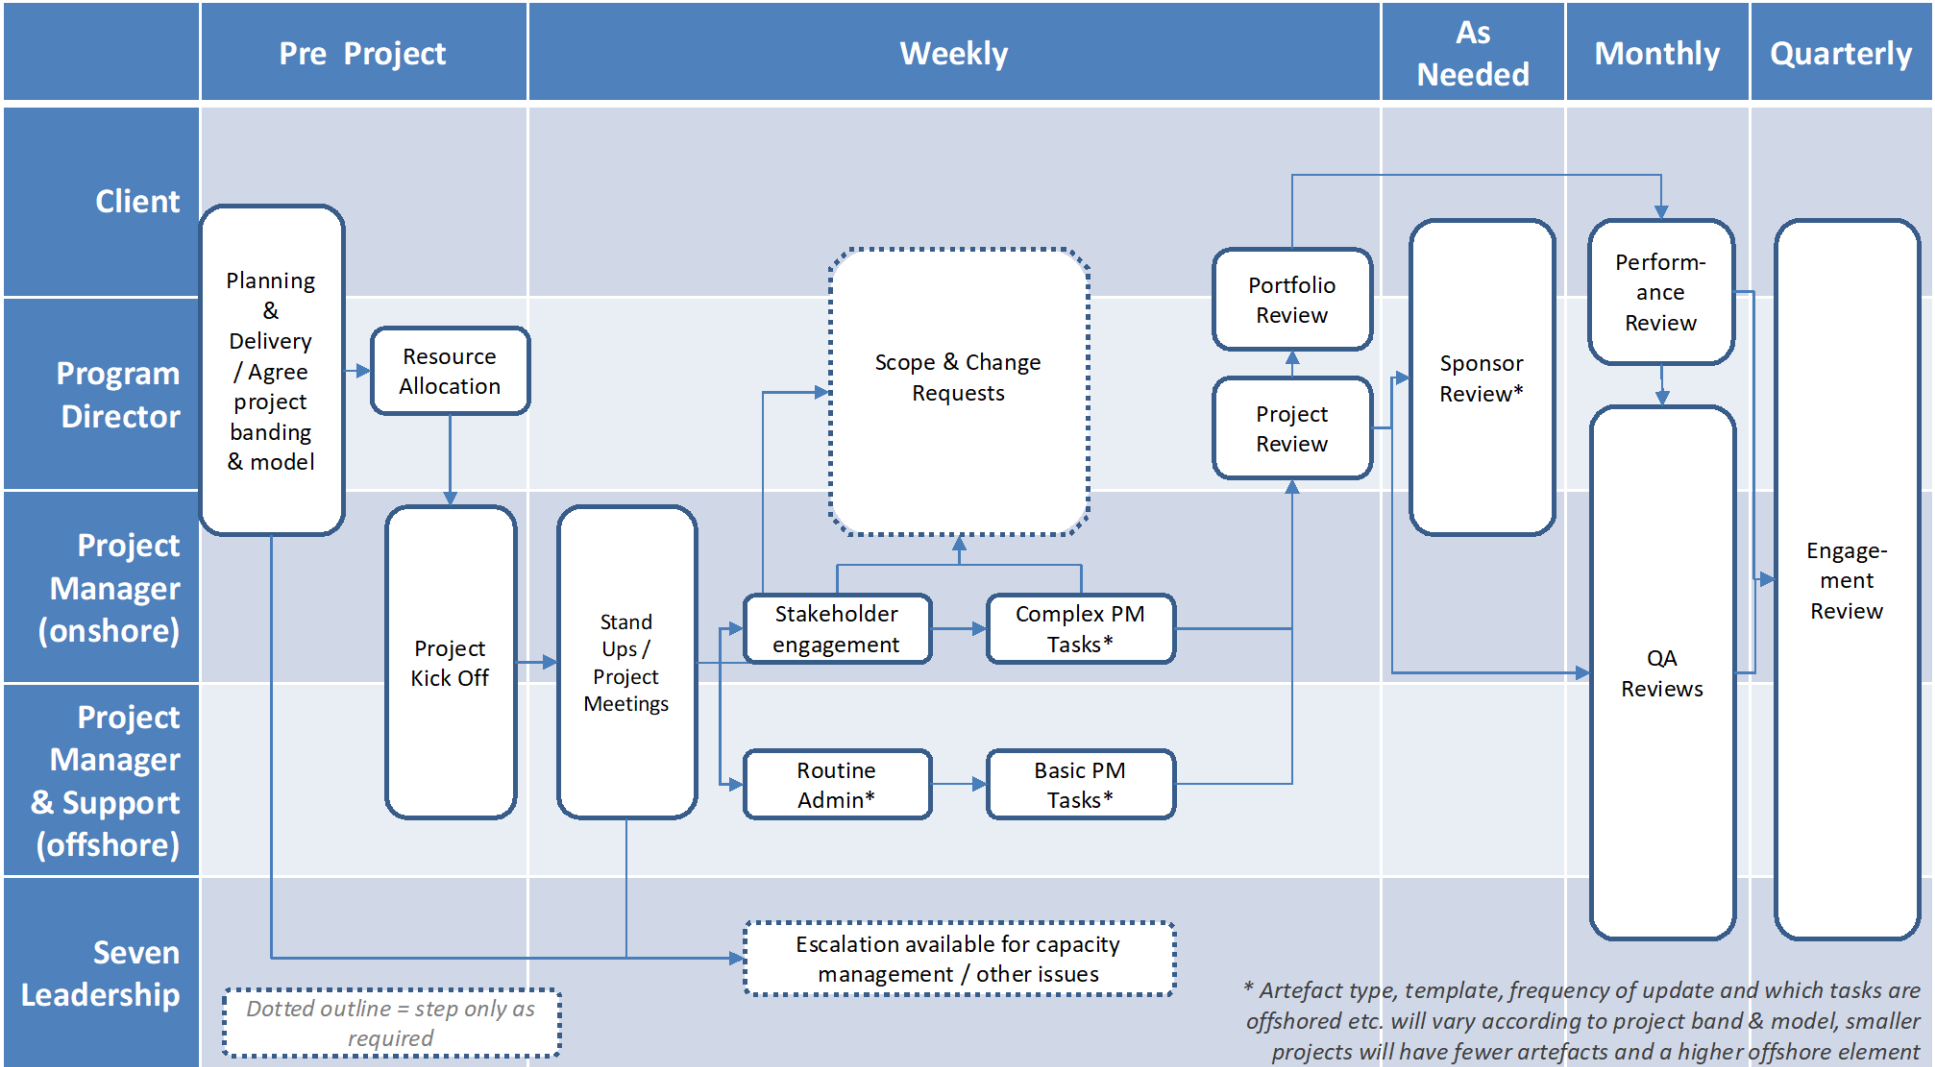 Pre Project
Weekly
As
Needed
Monthly
Quarterly
Client
Program
Director
Project
Manager
(onshore)
Project
Manager
& Support
(offshore)
Seven
Leadership
Planning
&
Delivery
/ Agree
project
banding
& model
Resource
Allocation
Project
Kick Off
Stand
Ups /
Project
Meetings
Scope & Change
Requests
Stakeholder
engagement
Complex PM
Tasks*
Routine
Admin*
Basic PM
Tasks*
Portfolio
Review
Project
Review
Sponsor
Review*
Perform-
ance
Review
QA
Reviews
Engage-
ment
Review
Escalation available for capacity
management / other issues
Dotted outline = step only as
required
* Artefact type, template, frequency of update and which tasks are
offshored etc. will vary according to project band & model, smaller
projects will have fewer artefacts and a higher offshore element